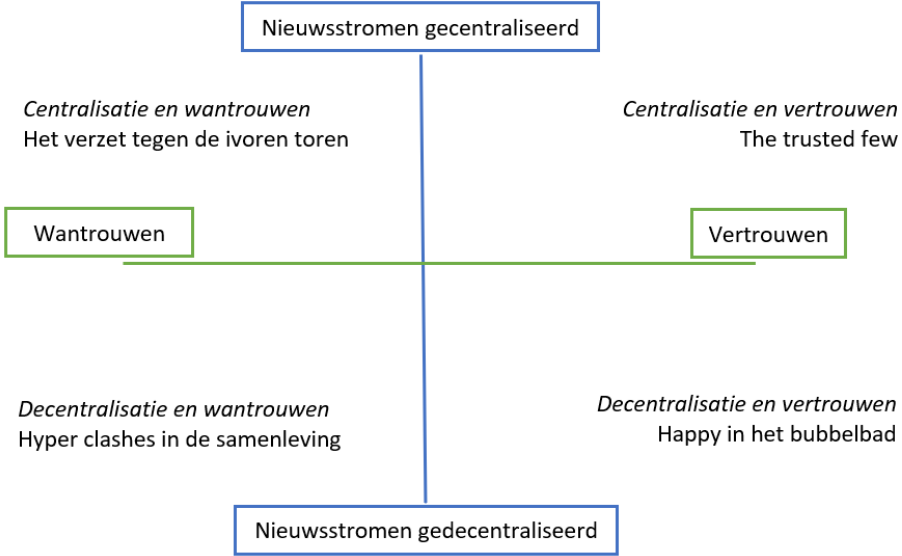 Nieuwsstromen gecentraliseerd
Centralisatie en wantrouwen
Het verzet tegen de ivoren toren
Centralisatie en vertrouwen
The trusted few
Wantrouwen
Vertrouwen
Decentralisatie en wantrouwen
Hyper clashes in de samenleving
Decentralisatie en vertrouwen
Happy in het bubbelbad
Nieuwsstromen gedecentraliseerd